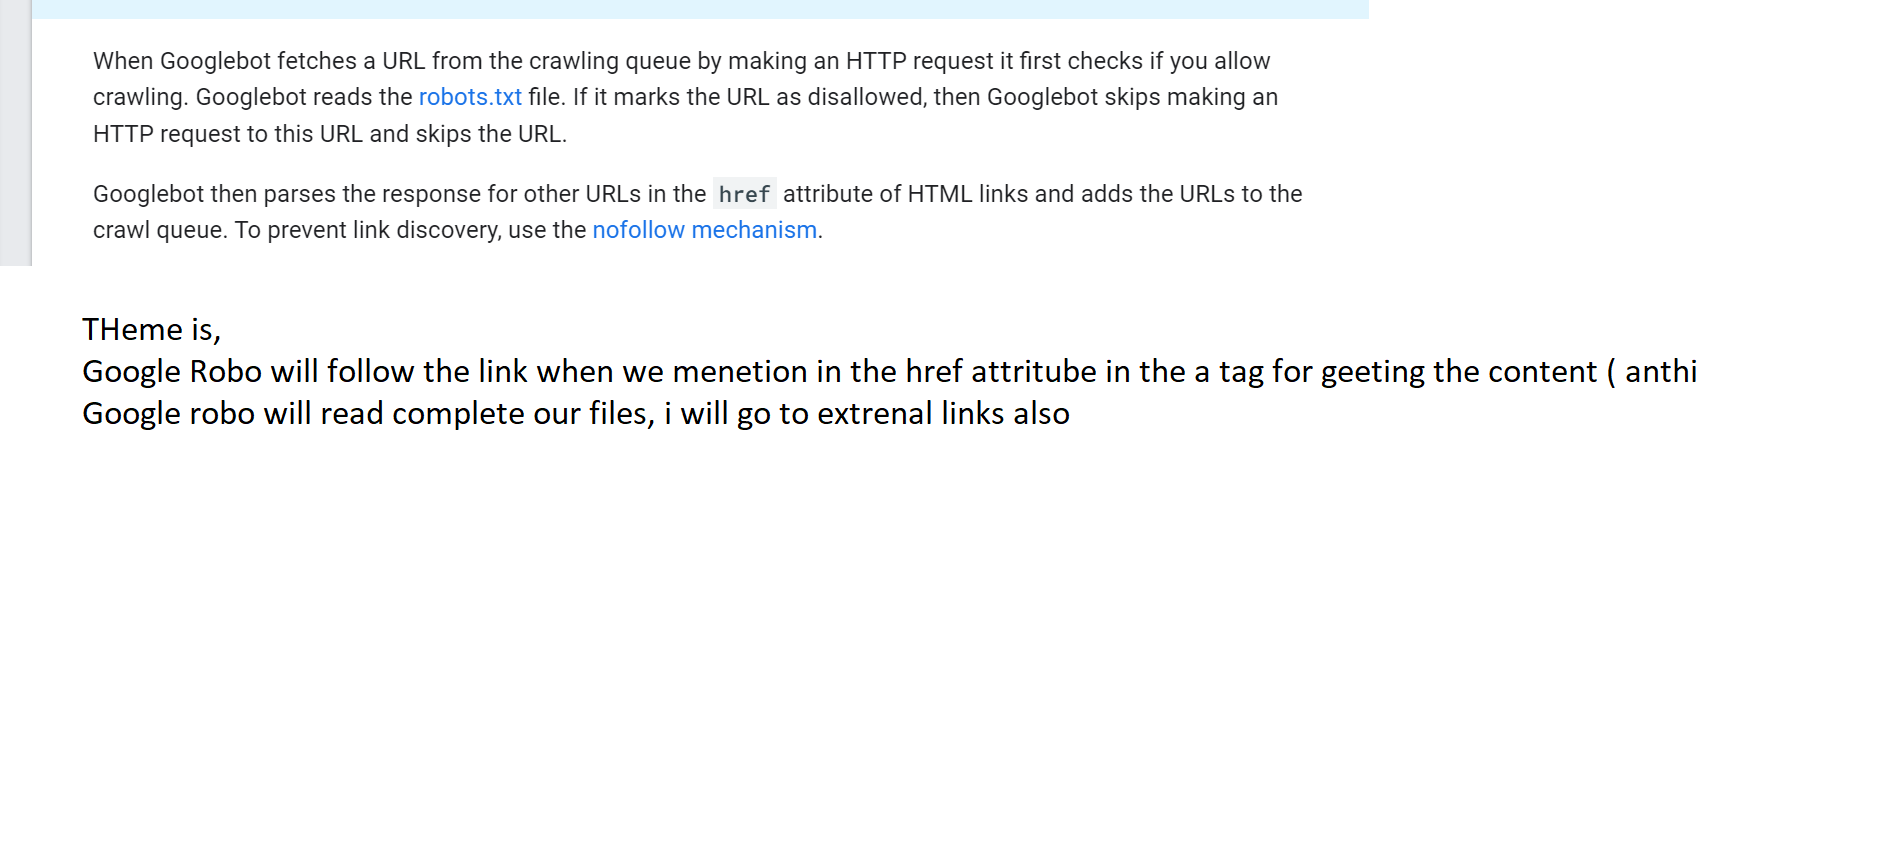 When Googlebot fetches a URL from the crawling queue by making an HTTP request it first checks if you allow
crawling. Googlebot reads the robots.txt file. If it marks the URL as disallowed, then Googlebot skips making an
HTTP request to this URL and skips the URL.
Googlebot then parses the response for other URLs in the href attribute of HTML links and adds the URLs to the
crawl queue. To prevent link discovery, use the nofollow mechanism.
THeme is,
Google Robo will follow the link when we menetion in the href attritube in the a tag for geeting the content ( anthi
Google robo will read complete our files, i will go to extrenal links also